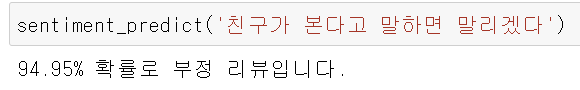 sentiment_predict('친구가 본다고 말하면 말리겠다')
94.95% 확률로 부정 리뷰입니다.